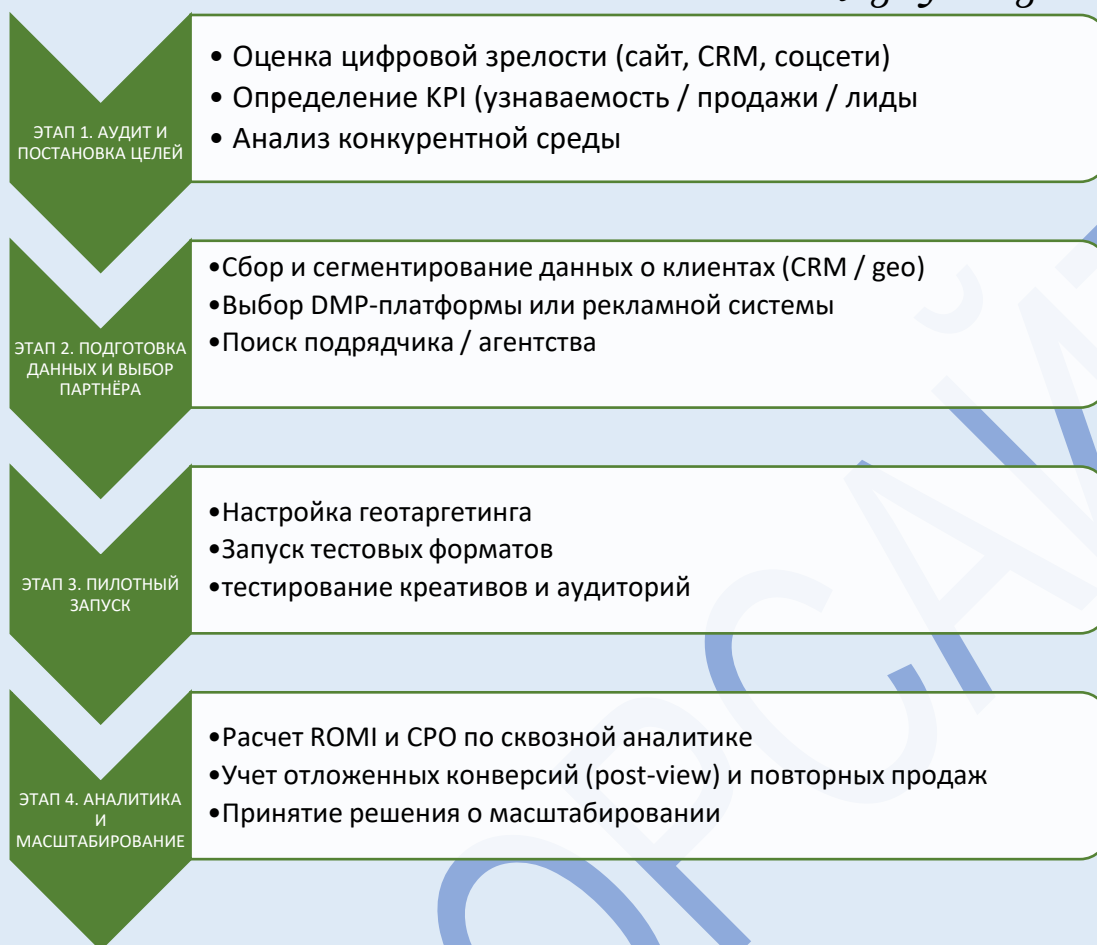 ЭТАП 1. АУДИТ И
ПОСТАНОВКА ЦЕЛЕЙ
• Оценка цифровой зрелости (сайт, CRM, соцсети)
• Определение KPI (узнаваемость / продажи / лиды
• Анализ конкурентной среды
ЭТАП 2. ПОДГОТОВКА
ДАННЫХ И ВЫБОР
ПАРТНЁРА
•Сбор и сегментирование данных о клиентах (CRM / geo)
•Выбор DMP-платформы или рекламной системы
•Поиск подрядчика / агентства
ЭТАП 3. ПИЛОТНЫЙ
ЗАПУСК
•Настройка геотаргетинга
•Запуск тестовых форматов
•тестирование креативов и аудиторий
ЭТАП 4. АНАЛИТИКА
И
МАСШТАБИРОВАНИЕ
•Расчет ROMI и CPO по сквозной аналитике
•Учет отложенных конверсий (post-view) и повторных продаж
•Принятие решения о масштабировании